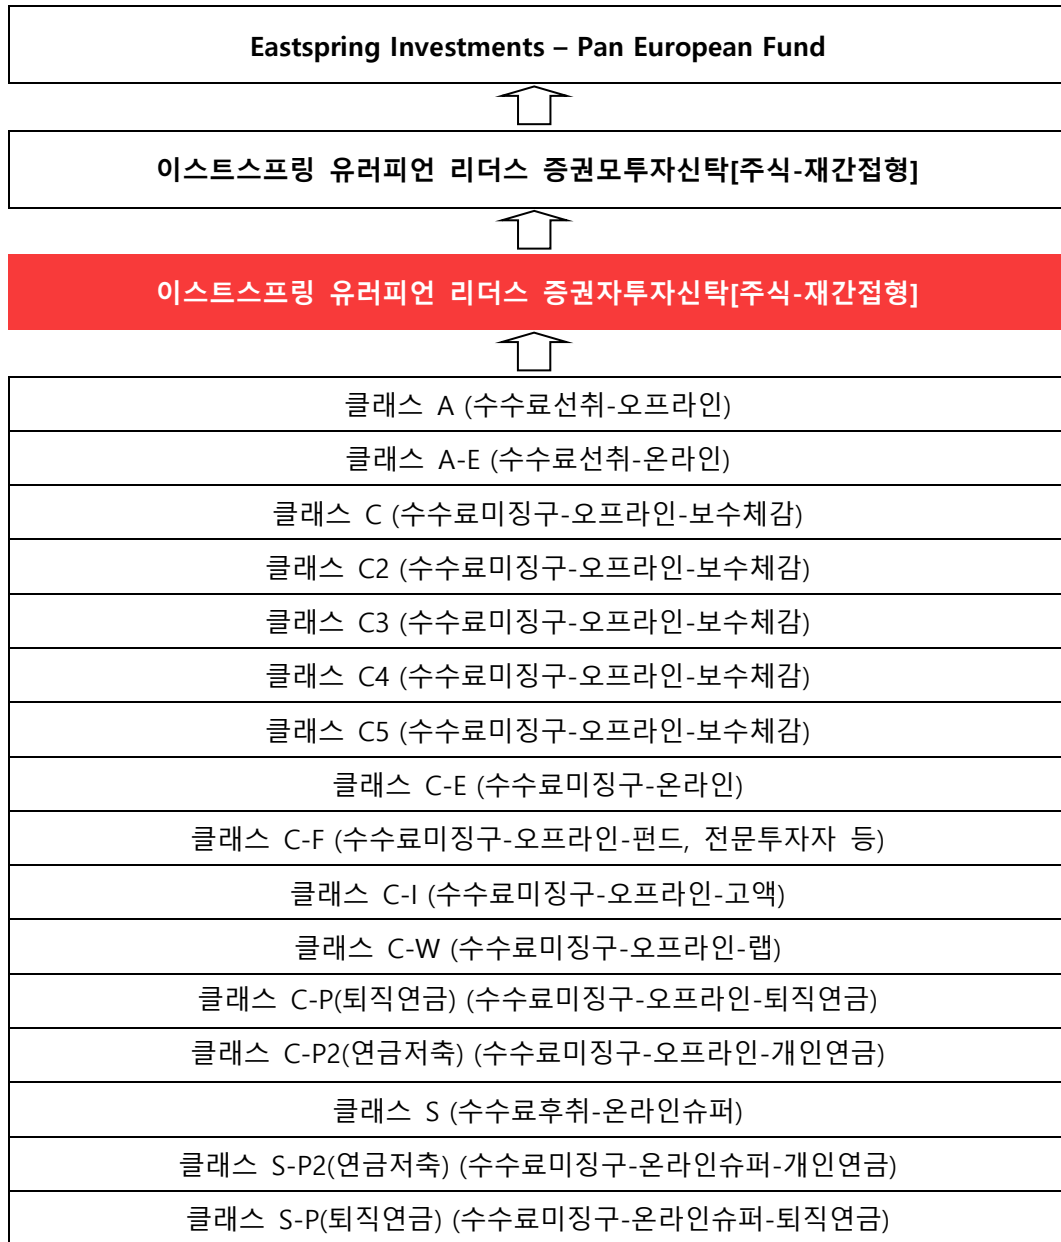 Eastspring Investments – Pan European Fund
이스트스프링 유러피언 리더스 증권모투자신탁[주식-재간접형]
이스트스프링 유러피언 리더스 증권자투자신탁[주식-재간접형]
클래스 A (수수료선취-오프라인)
클래스 A-E (수수료선취-온라인)
클래스 C (수수료미징구-오프라인-보수체감)
클래스 C2 (수수료미징구-오프라인-보수체감)
클래스 C3 (수수료미징구-오프라인-보수체감)
클래스 C4 (수수료미징구-오프라인-보수체감)
클래스 C5 (수수료미징구-오프라인-보수체감)
클래스 C-E (수수료미징구-온라인)
클래스 C-F (수수료미징구-오프라인-펀드, 전문투자자 등)
클래스 C-I (수수료미징구-오프라인-고액)
클래스 C-W (수수료미징구-오프라인-랩)
클래스 C-P(퇴직연금) (수수료미징구-오프라인-퇴직연금)
클래스 C-P2(연금저축) (수수료미징구-오프라인-개인연금)
클래스 S (수수료후취-온라인슈퍼)
클래스 S-P2(연금저축) (수수료미징구-온라인슈퍼-개인연금)
클래스 S-P(퇴직연금) (수수료미징구-온라인슈퍼-퇴직연금)